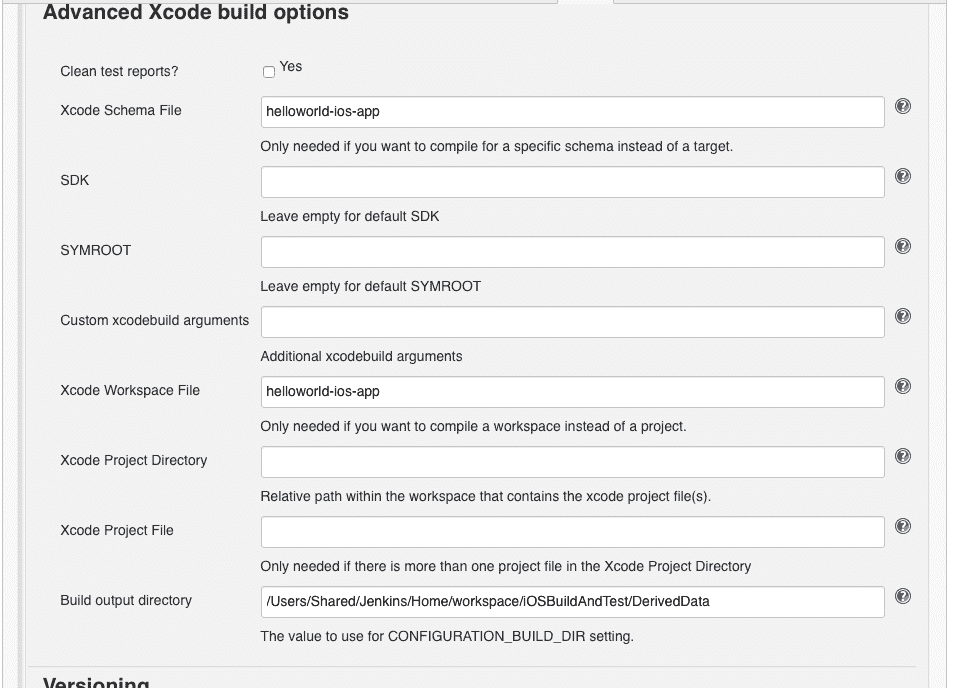 Advanced Xcode build options
Clean test reports?
Yes
Xcode Schema File
helloworld-ios-app
Only needed if you want to compile for a specific schema instead of a target.
SDK
Leave empty for default SDK
SYMROOT
Leave empty for default SYMROOT
Custom xcodebuild arguments
Additional xcodebuild arguments
Xcode Workspace File
helloworld-ios-app
Only needed if you want to compile a workspace instead of a project.
Xcode Project Directory
Relative path within the workspace that contains the xcode project file(s).
Xcode Project File
Only needed if there is more than one project file in the Xcode Project Directory
Build output directory
/Users/Shared/Jenkins/Home/workspace/iOSBuildAndTest/DerivedData
The value to use for CONFIGURATION_BUILD_DIR setting.
Versioning